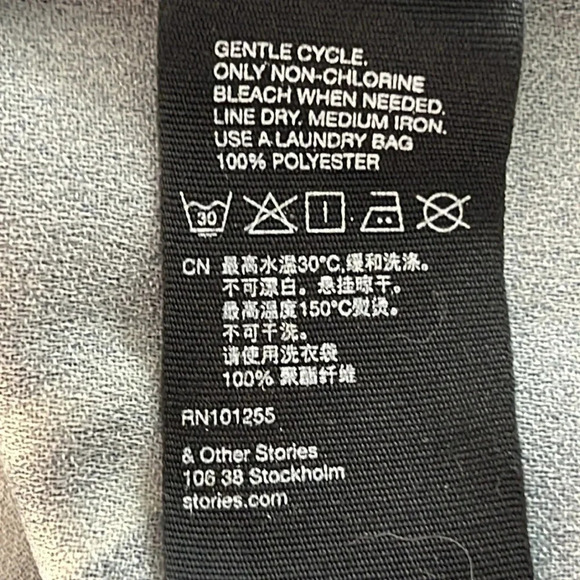 GENTLE CYCLE.
ONLY NON-CHLORINE
BLEACH WHEN NEEDED.
LINE DRY. MEDIUM IRON.
USE A LAUNDRY BAG
100% POLYESTER
30
CN 最高水温30°C,缓和洗涤。
不可漂白。悬挂晾干。
最高温度150°C熨烫。
不可干洗。
请使用洗衣袋
100% 聚酯纤维
RN101255
& Other Stories
106 38 Stockholm
stories.com